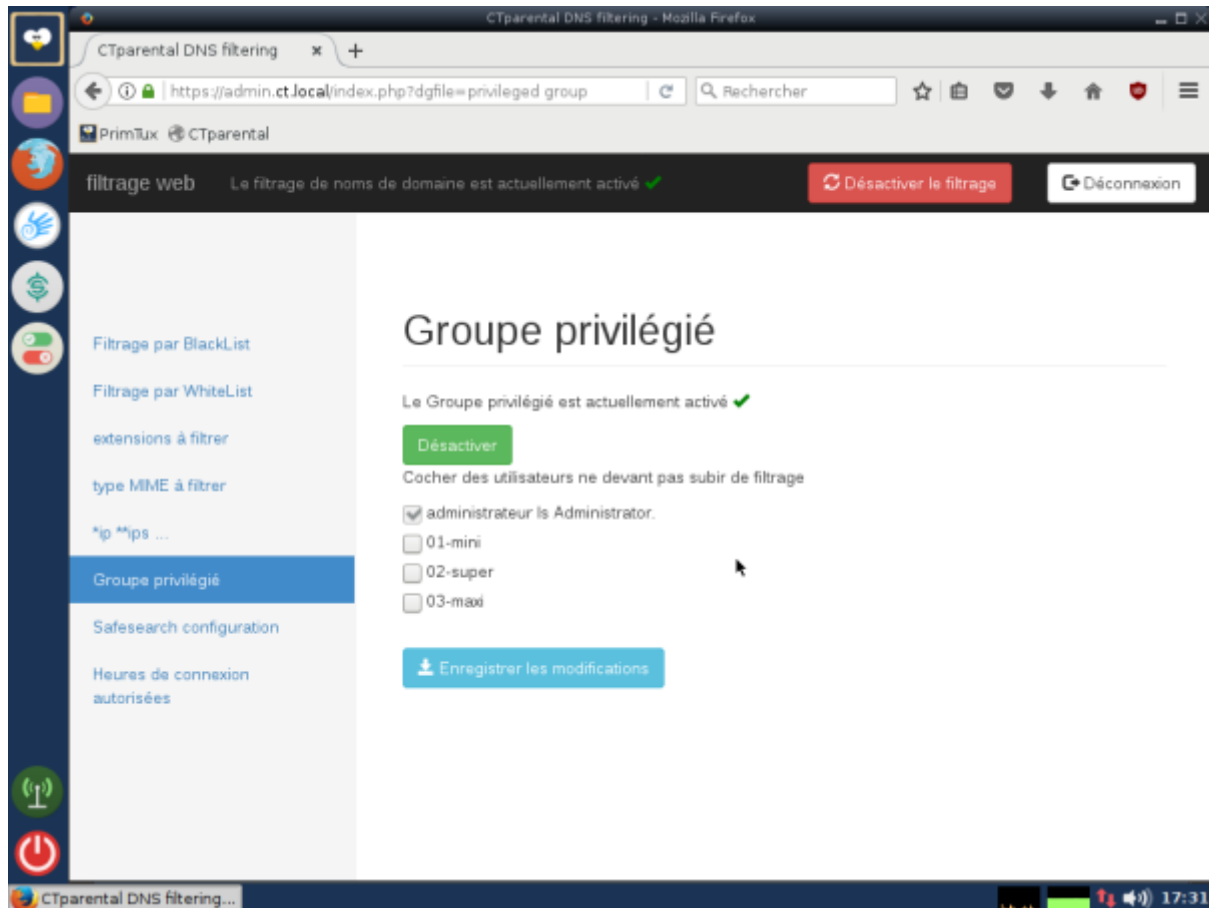 CTparental DNS filtering - Mozilla Firefox
CTparental DNS filtering
https://admin.ct.local/index.php?dgfile=privileged group
Rechercher
PrimTux CTparental
filtrage web Le filtrage de noms de domaine est actuellement activé Désactiver le filtrage Déconnexion
Groupe privilégié
Filtrage par BlackList
Filtrage par WhiteList
extensions à filtrer
type MIME à filtrer
*ip **ips ...
Groupe privilégié
Safesearch configuration
Heures de connexion
autorisées
Le Groupe privilégié est actuellement activé
Désactiver
Cocher des utilisateurs ne devant pas subir de filtrage
administrateur Is Administrator.
01-mini
02-super
03-maxi
Enregistrer les modifications
CTparental DNS filtering...
17:31